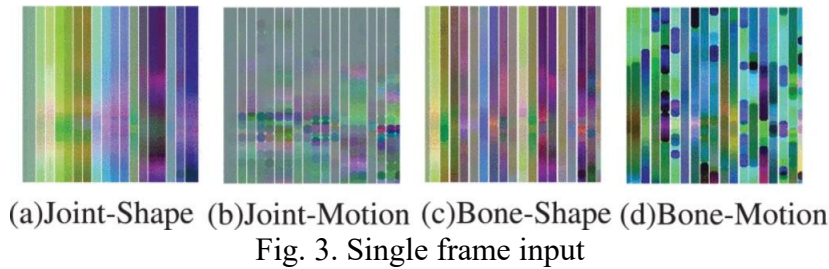 (a)Joint-Shape (b)Joint-Motion (c)Bone-Shape (d)Bone-Motion
Fig. 3. Single frame input